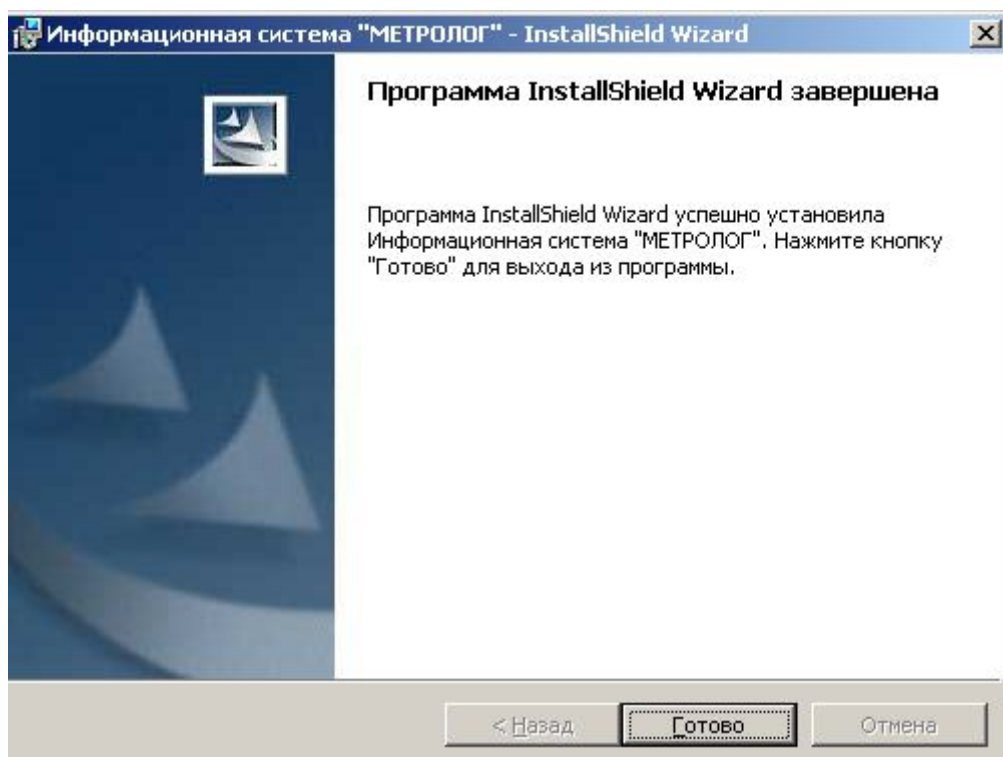 Информационная система "МЕТРОЛОГ" - InstallShield Wizard
Программа InstallShield Wizard завершена
Программа InstallShield Wizard успешно установила
Информационная система "МЕТРОЛОГ". Нажмите кнопку
"Готово" для выхода из программы.
< Назад
Готово
Отмена